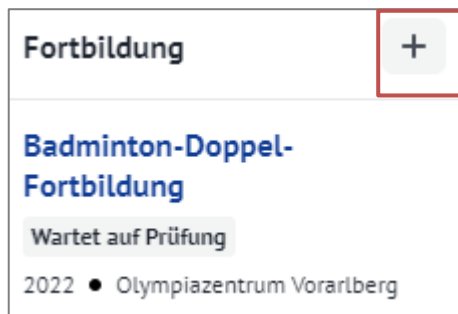 Fortbildung +
Badminton-Doppel-
Fortbildung
Wartet auf Prüfung
2022 ● Olympiazentrum Vorarlberg